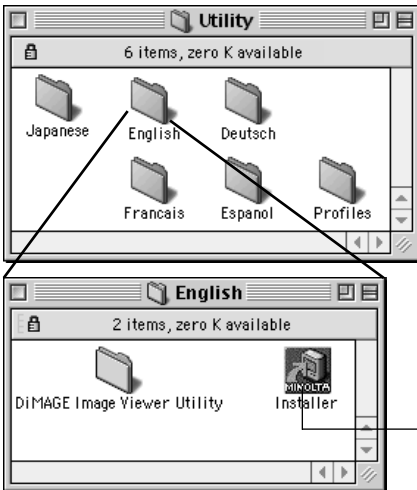 Utility
6 items, zero K available
Japanese English Deutsch
Francais Espanol Profiles
English
2 items, zero K available
MINOLTA
DiMAGE Image Viewer Utility Installer